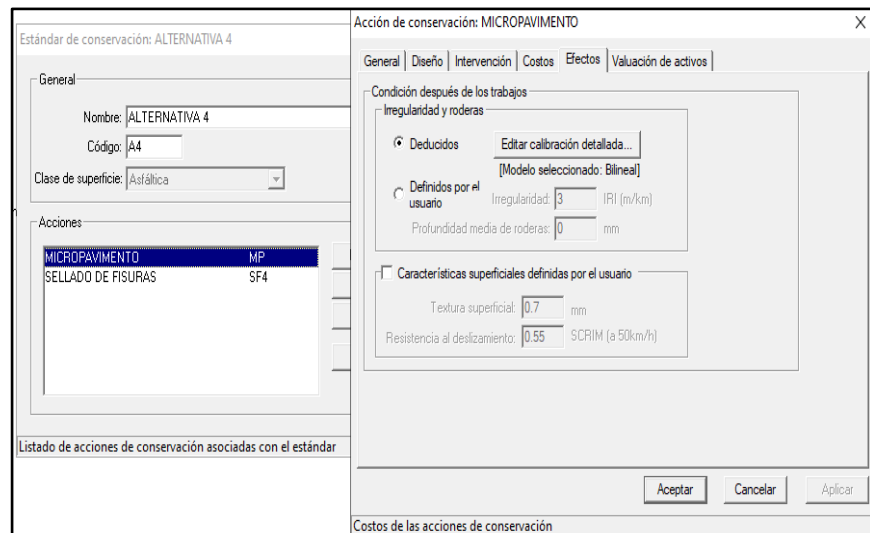 Estándar de conservación: ALTERNATIVA 4
General
Nombre: ALTERNATIVA 4
Código: A4
Clase de superficie: Asfáltica
Acciones
MICROPAVIMENTO MP
SELLADO DE FISURAS SF4
Listado de acciones de conservación asociadas con el estándar
Acción de conservación: MICROPAVIMENTO X
General Diseño Intervención Costos Efectos Valuación de activos
Condición después de los trabajos
Irregularidad y roderas
Deducidos Editar calibración detallada...
[Modelo seleccionado: Bilineal]
Definidos por el
usuario Irregularidad: 3 IRI (m/km)
Profundidad media de roderas: 0 mm
Características superficiales definidas por el usuario
Textura superficial: 0.7 mm
Resistencia al deslizamiento: 0.55 SCRIM (a 50km/h)
Aceptar Cancelar Aplicar
Costos de las acciones de conservación